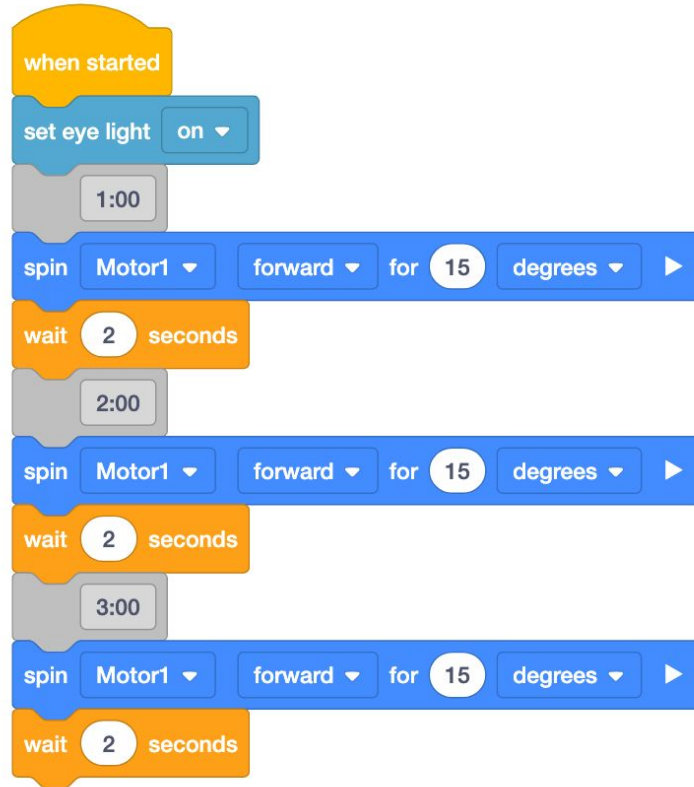 when started
set eye light on
1:00
spin Motor1 forward for 15 degrees
wait 2 seconds
2:00
spin Motor1 forward for 15 degrees
wait 2 seconds
3:00
spin Motor1 forward for 15 degrees
wait 2 seconds